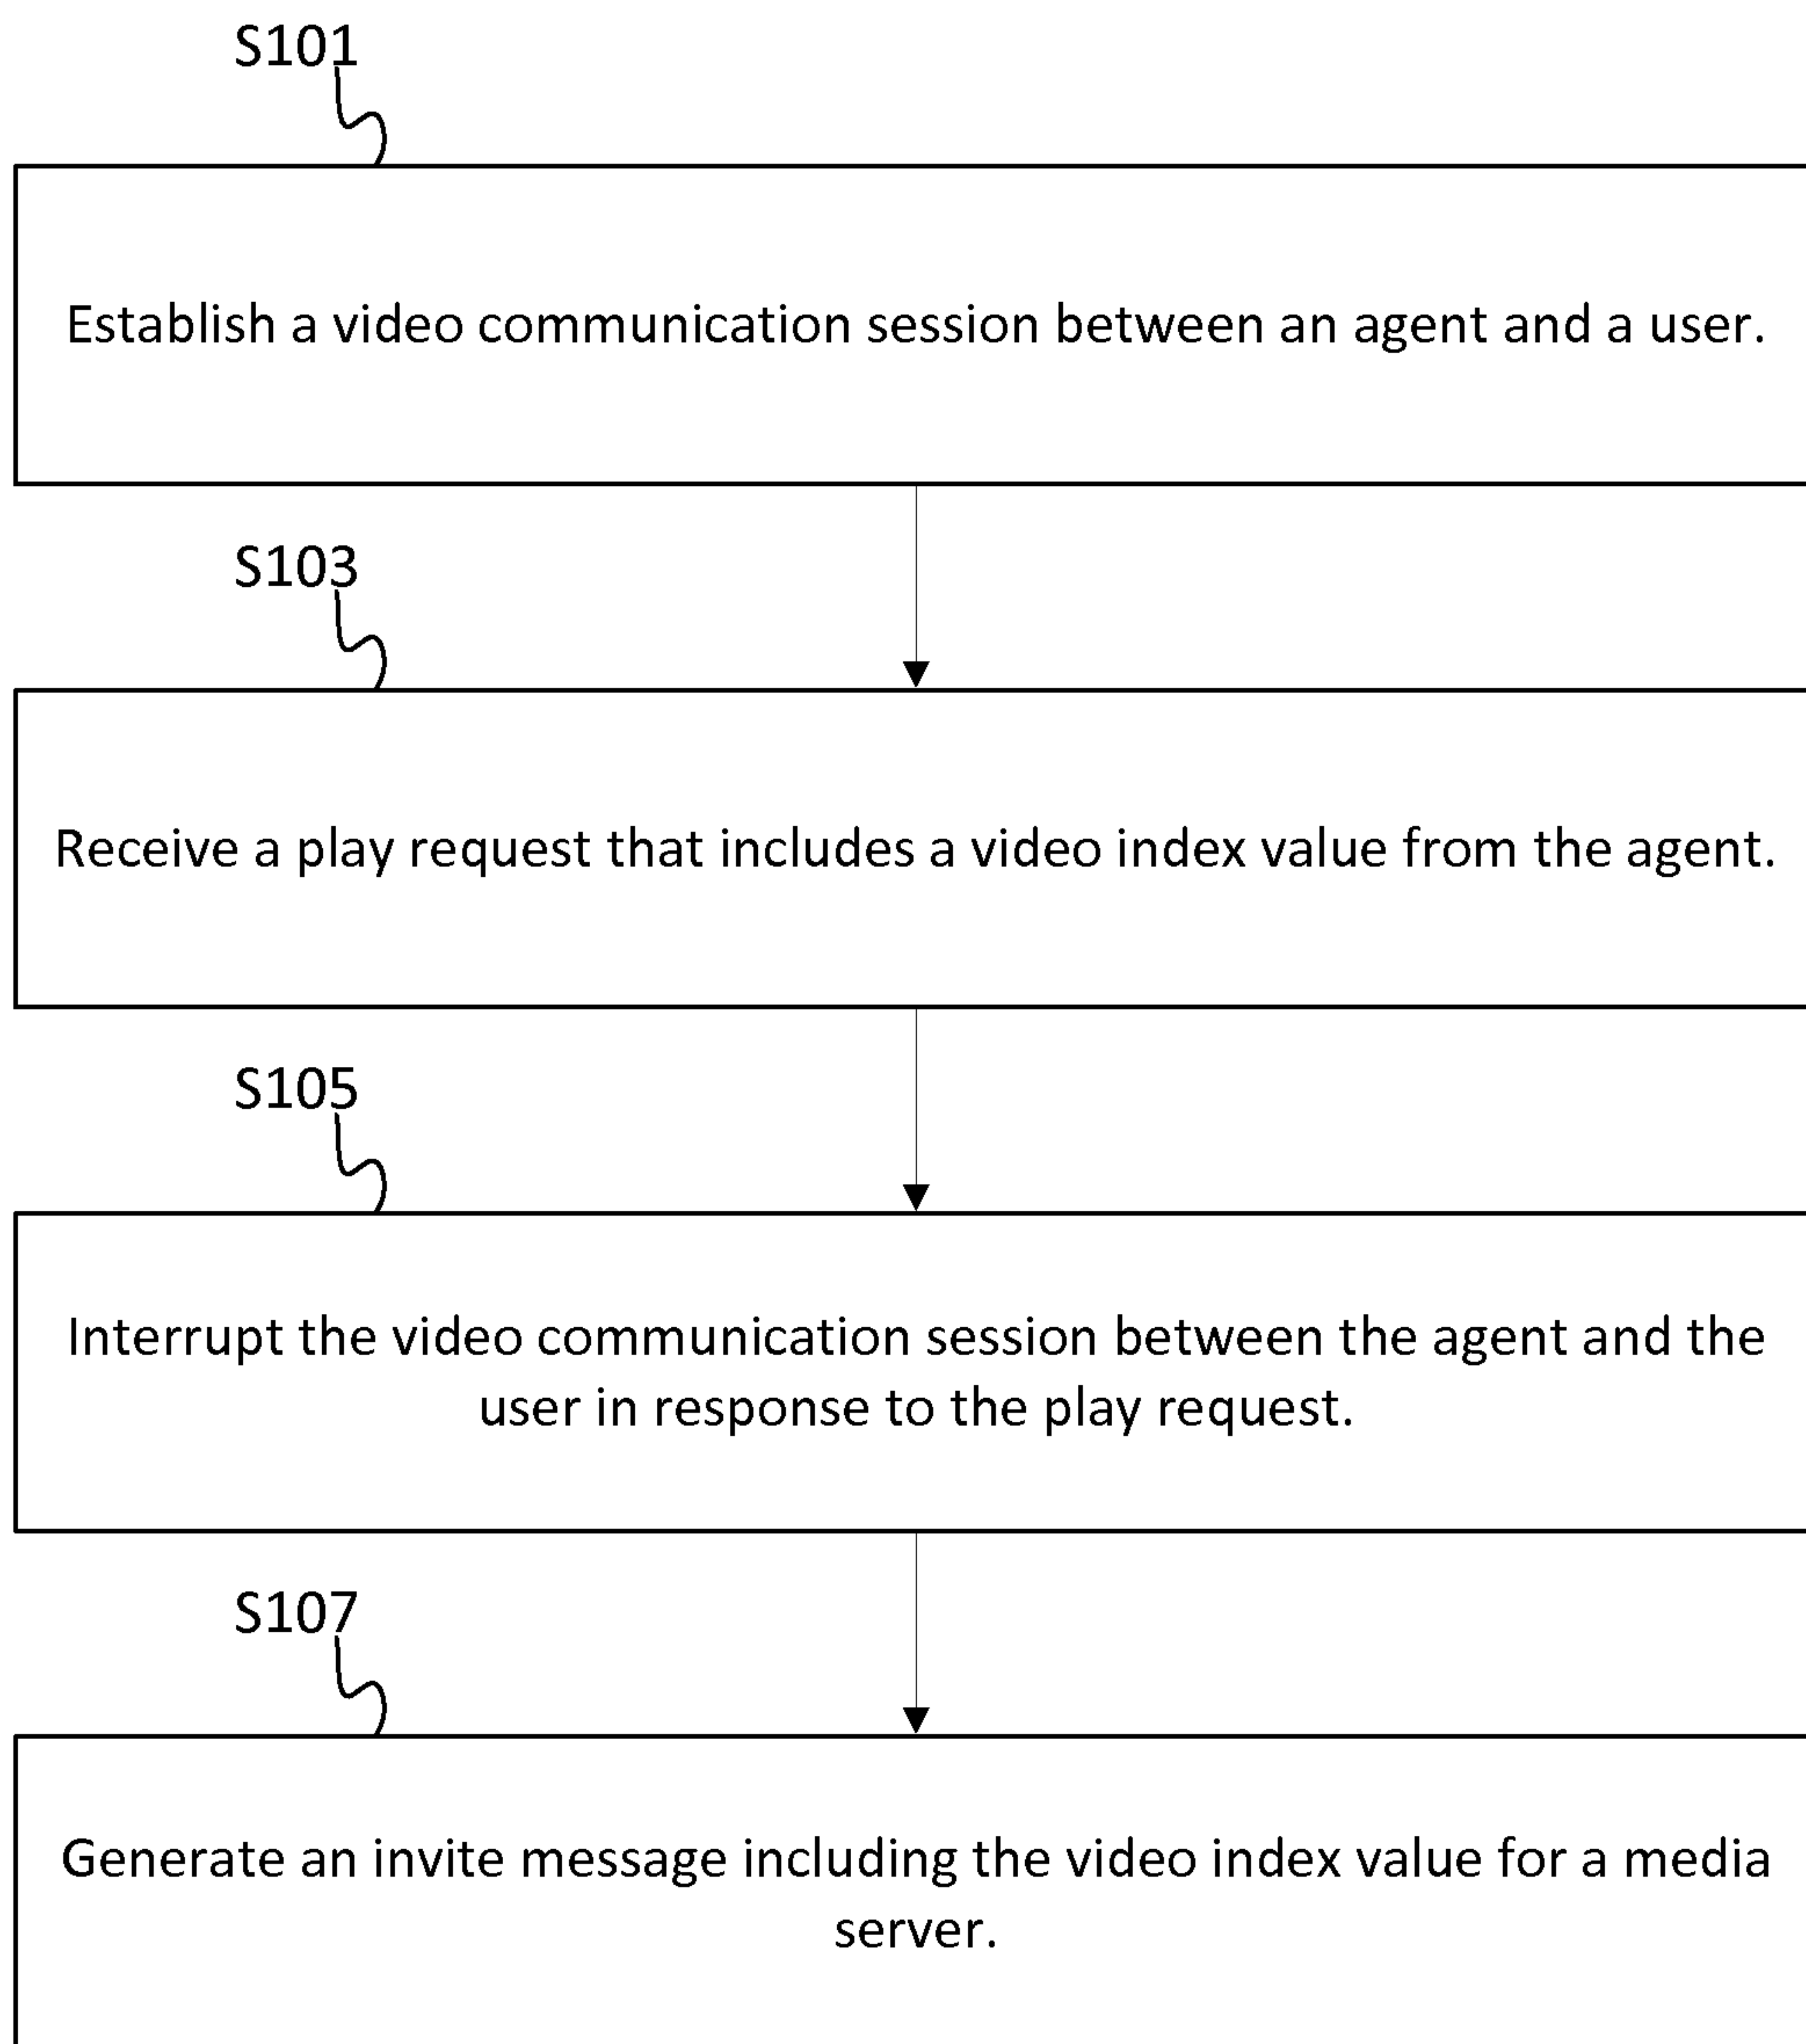 S101
Establish a video communication session between an agent and a user.
S103
Receive a play request that includes a video index value from the agent.
S105
Interrupt the video communication session between the agent and the
user in response to the play request.
S107
Generate an invite message including the video index value for a media
server.